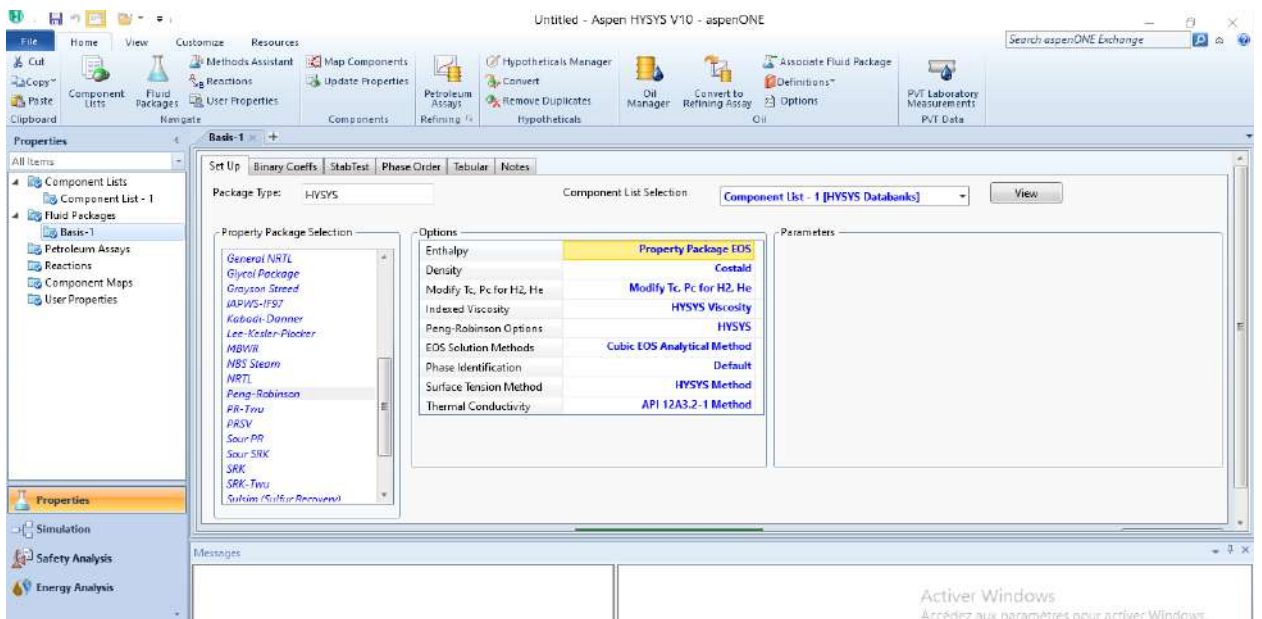 Untitled - Aspen HYSYS V10 - aspenONE
File Home View Customize Resources
Search aspenONE Exchange
Cut
Copy
Paste
Clipboard
Component Lists
Fluid Packages
Methods Assistant
Reactions
User Properties
Navigate
Map Components
Update Properties
Components
Petroleum Assays
Refining
Hypotheticals Manager
Convert
Remove Duplicates
Hypotheticals
Oil Manager
Convert to Refining Assay
Associate Fluid Package
Definitions
Options
Oil
PVT Laboratory Measurements
PVT Data
Properties
All Items
Component Lists
Component List - 1
Fluid Packages
Basis-1
Petroleum Assays
Reactions
Component Maps
User Properties
Properties
Simulation
Safety Analysis
Energy Analysis
Basis-1 +
Set Up Binary Coeffs StabTest Phase Order Tabular Notes
Package Type: HYSYS
Component List Selection Component List - 1 [HYSYS Databanks] View
Property Package Selection
General NRTL
Glycol Package
Grayson Streed
IAPWS-IF97
Kabadi-Danner
Lee-Kesler-Plocker
MBWR
NBS Steam
NRTL
Peng-Robinson
PR-Twu
PRSV
Sour PR
Sour SRK
SRK
SRK-Twu
Sulsim (Sulfur Recovery)
Options
Enthalpy Property Package EOS
Density Costald
Modify Tc, Pc for H2, He Modify Tc, Pc for H2, He
Indexed Viscosity HYSYS Viscosity
Peng-Robinson Options HYSYS
EOS Solution Methods Cubic EOS Analytical Method
Phase Identification Default
Surface Tension Method HYSYS Method
Thermal Conductivity API 12A3.2-1 Method
Parameters
Messages
Activer Windows
Accédez aux paramètres pour activer Windows